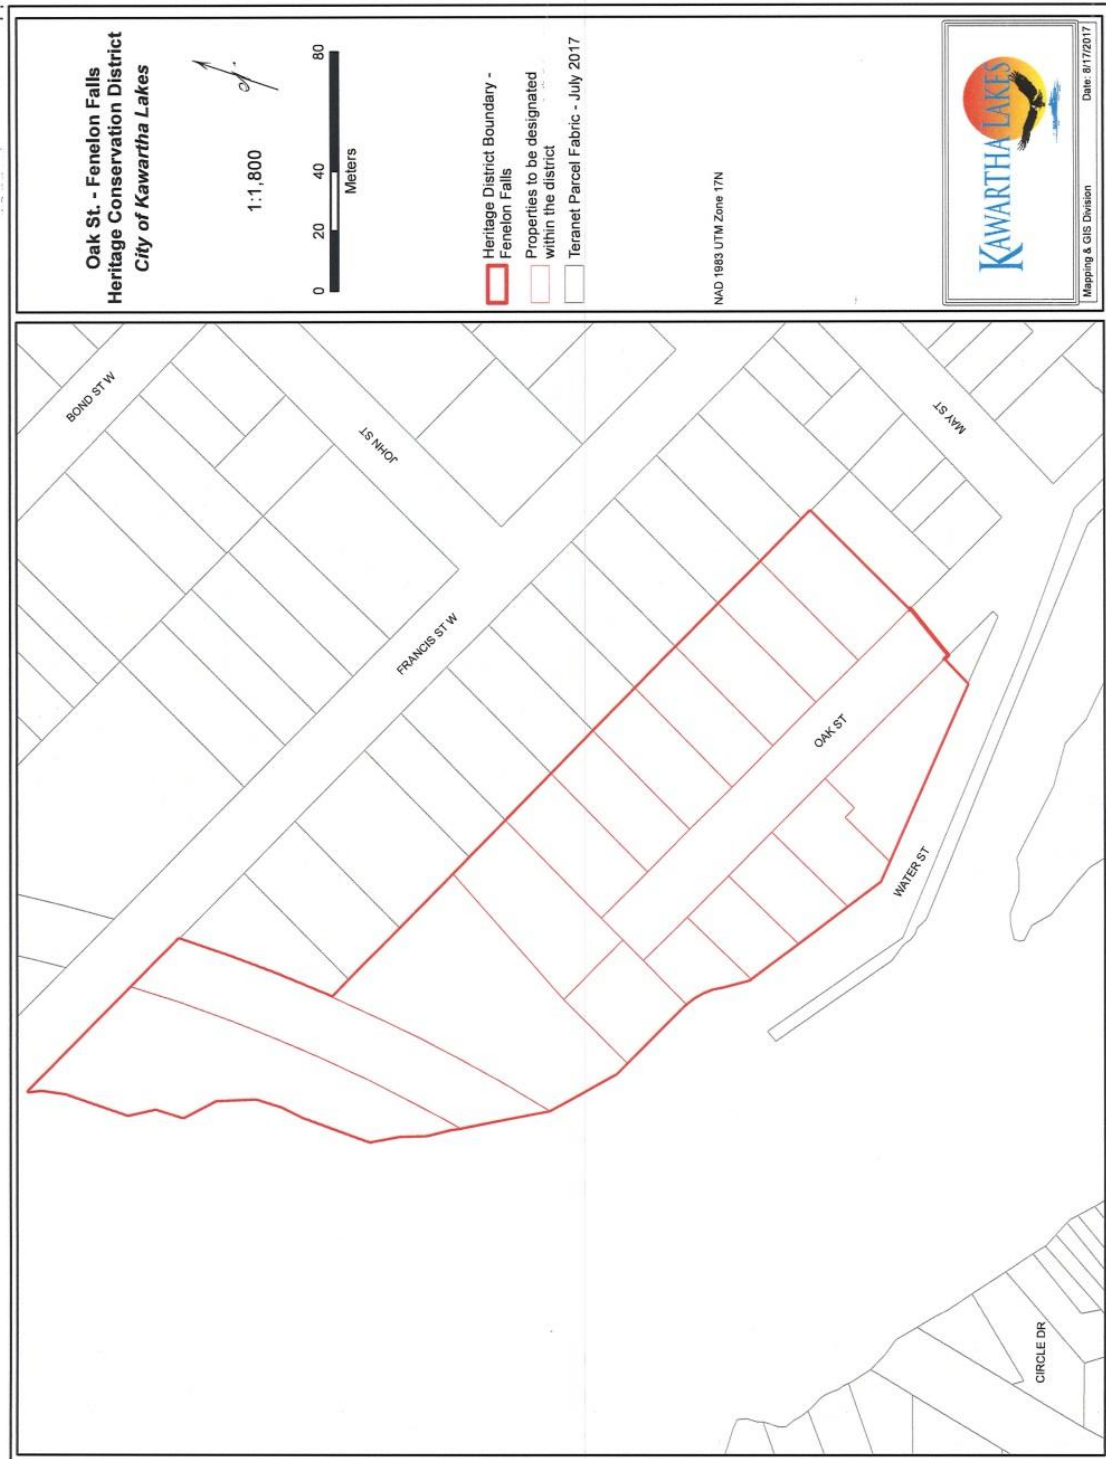 Oak St. - Fenelon Falls
Heritage Conservation District
City of Kawartha Lakes
1:1,800
0 20 40 80
Meters
Heritage District Boundary -
Fenelon Falls
Properties to be designated
within the district
Teranet Parcel Fabric - July 2017
NAD 1983 UTM Zone 17N
KAWARTHA LAKES
Mapping & GIS Division
Date: 8/17/2017
BOND ST W
JOHN ST
FRANCIS ST W
MAY ST
OAK ST
WATER ST
CIRCLE DR